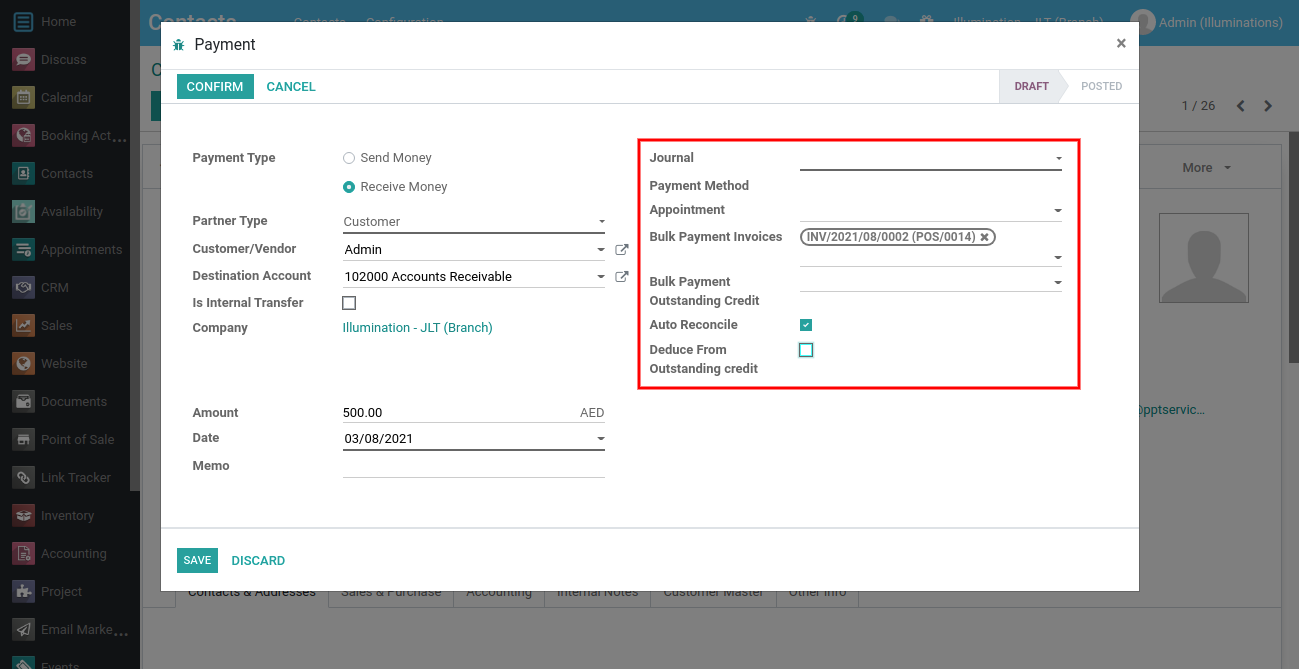 Home
Discuss
Calendar
Booking Act...
Contacts
Availability
Appointments
CRM
Sales
Website
Documents
Point of Sale
Link Tracker
Inventory
Accounting
Project
Email Marke...
Events
Contacts Contacts Configuration 9 Illumination - JLT (Branch) Admin (Illuminations)
1 / 26
More
Payment ×
CONFIRM CANCEL DRAFT POSTED
Payment Type Send Money
Receive Money
Partner Type Customer
Customer/Vendor Admin
Destination Account 102000 Accounts Receivable
Is Internal Transfer
Company Illumination - JLT (Branch)
Amount 500.00 AED
Date 03/08/2021
Memo
Journal
Payment Method
Appointment
Bulk Payment Invoices INV/2021/08/0002 (POS/0014) ×
Bulk Payment
Outstanding Credit
Auto Reconcile
Deduce From
Outstanding credit
@pptservic...
SAVE DISCARD
Contacts & Addresses Sales & Purchase Accounting Internal Notes Customer Master Other Info